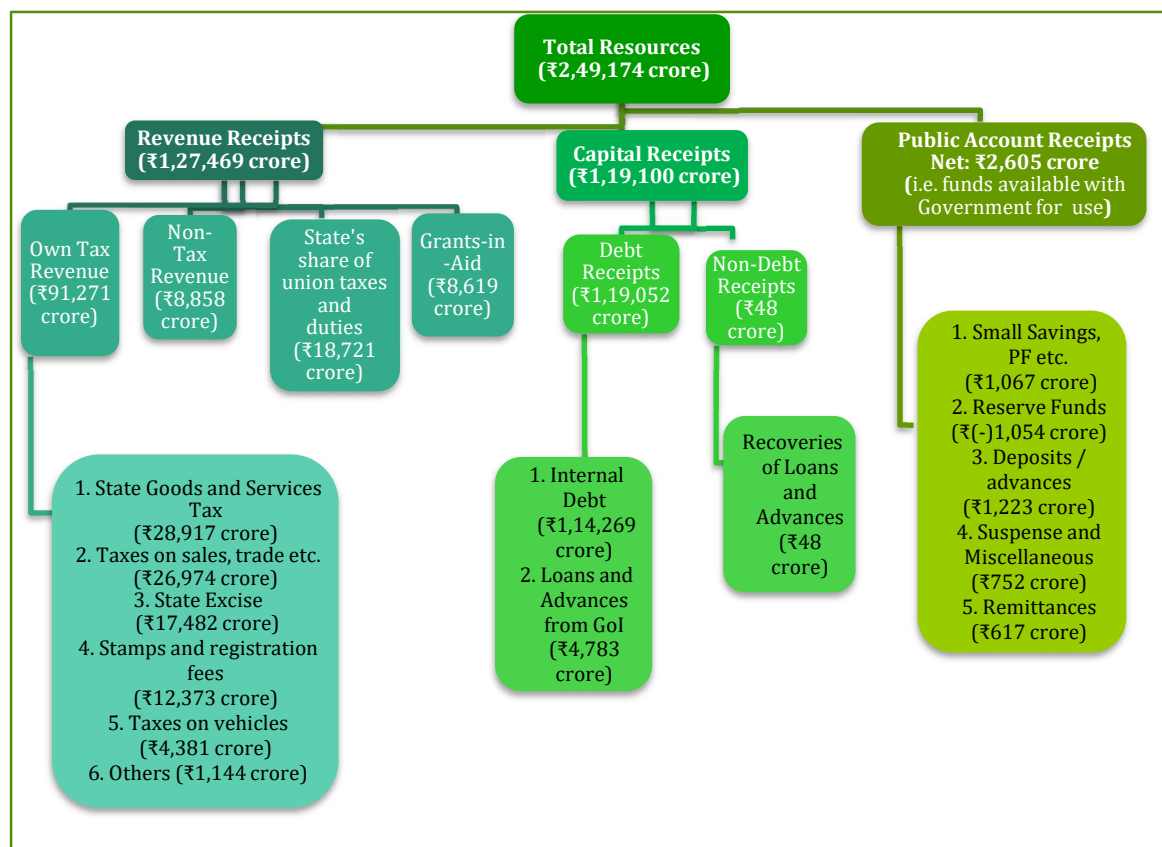 Total Resources
(₹2,49,174 crore)
Revenue Receipts
(₹1,27,469 crore)
Capital Receipts
(₹1,19,100 crore)
Public Account Receipts
Net: ₹2,605 crore
(i.e. funds available with
Government for use)
Own Tax
Revenue
(₹91,271
crore)
Non-
Tax
Revenue
(₹8,858
crore)
State's
share of
union taxes
and
duties
(₹18,721
crore)
Grants-in
-Aid
(₹8,619
crore)
Debt
Receipts
(₹1,19,052
crore)
Non-Debt
Receipts
(₹48
crore)
1. State Goods and Services
Tax
(₹28,917 crore)
2. Taxes on sales, trade etc.
(₹26,974 crore)
3. State Excise
(₹17,482 crore)
4. Stamps and registration
fees
(₹12,373 crore)
5. Taxes on vehicles
(₹4,381 crore)
6. Others (₹1,144 crore)
1. Internal
Debt
(₹1,14,269
crore)
2. Loans and
Advances
from GoI
(₹4,783
crore)
Recoveries
of Loans
and
Advances
(₹48
crore)
1. Small Savings,
PF etc.
(₹1,067 crore)
2. Reserve Funds
(₹(-)1,054 crore)
3. Deposits /
advances
(₹1,223 crore)
4. Suspense and
Miscellaneous
(₹752 crore)
5. Remittances
(₹617 crore)